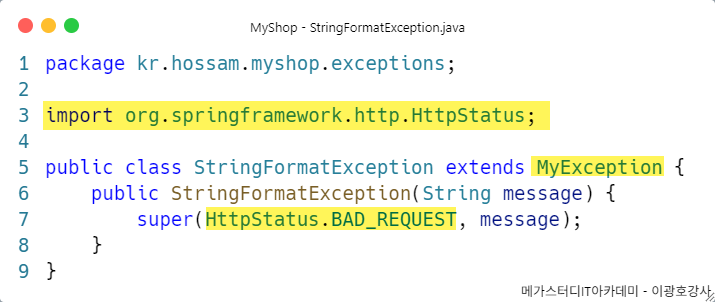 MyShop - StringFormatException.java
1 package kr.hossam.myshop.exceptions;
2
3 import org.springframework.http.HttpStatus;
4
5 public class StringFormatException extends MyException {
6     public StringFormatException(String message) {
7         super(HttpStatus.BAD_REQUEST, message);
8     }
9 }
메가스터디IT아카데미 - 이광호강사